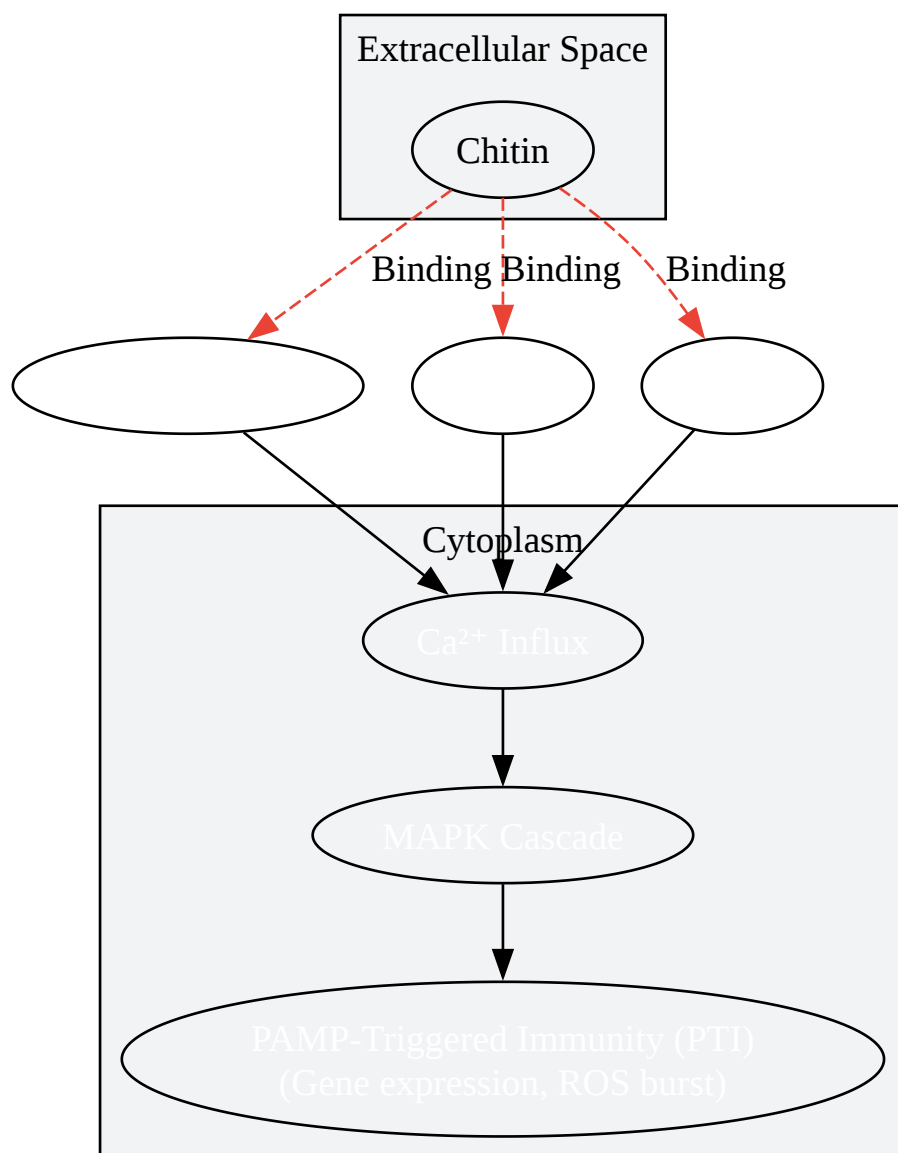 Extracellular Space
Chitin
Binding
Binding
Binding
Cytoplasm
Ca²⁺ Influx
MAPK Cascade
PAMP-Triggered Immunity (PTI)
(Gene expression, ROS burst)